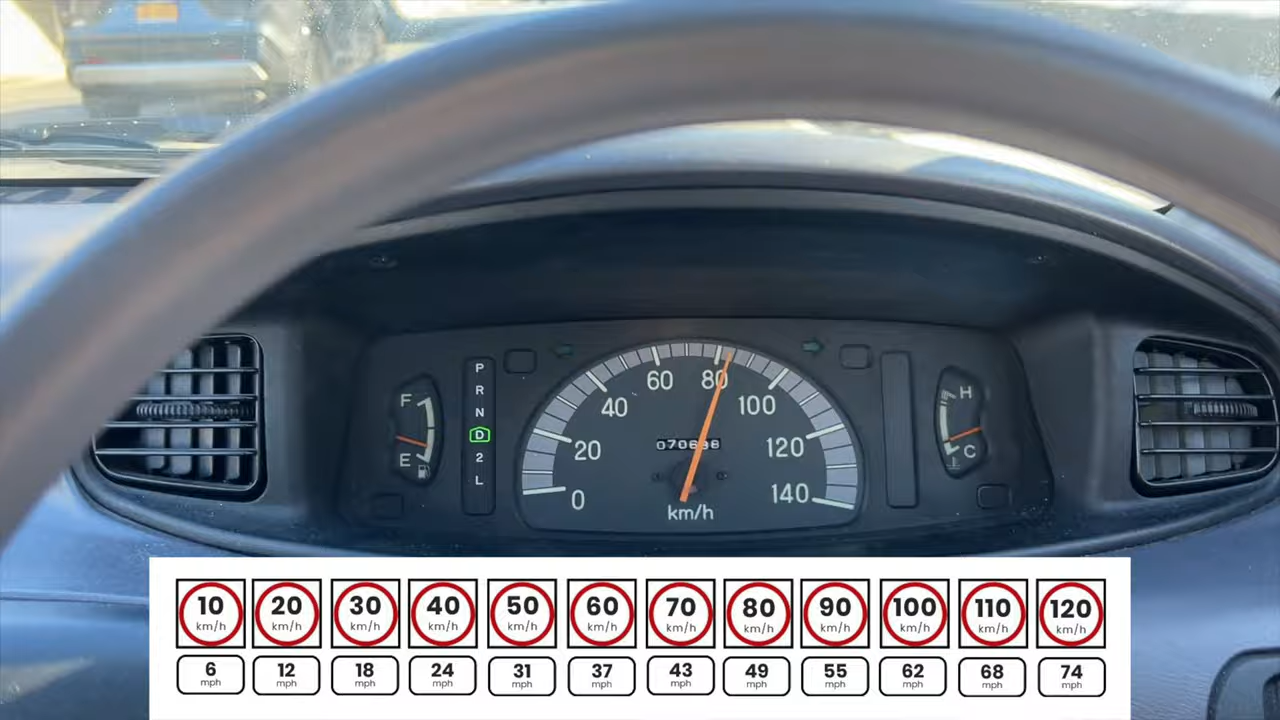 P
R
N
D
2
L
F
E
0
20
40
60
80
100
120
140
km/h
H
C
10 km/h 20 km/h 30 km/h 40 km/h 50 km/h 60 km/h 70 km/h 80 km/h 90 km/h 100 km/h 110 km/h 120 km/h
6 mph 12 mph 18 mph 24 mph 31 mph 37 mph 43 mph 49 mph 55 mph 62 mph 68 mph 74 mph